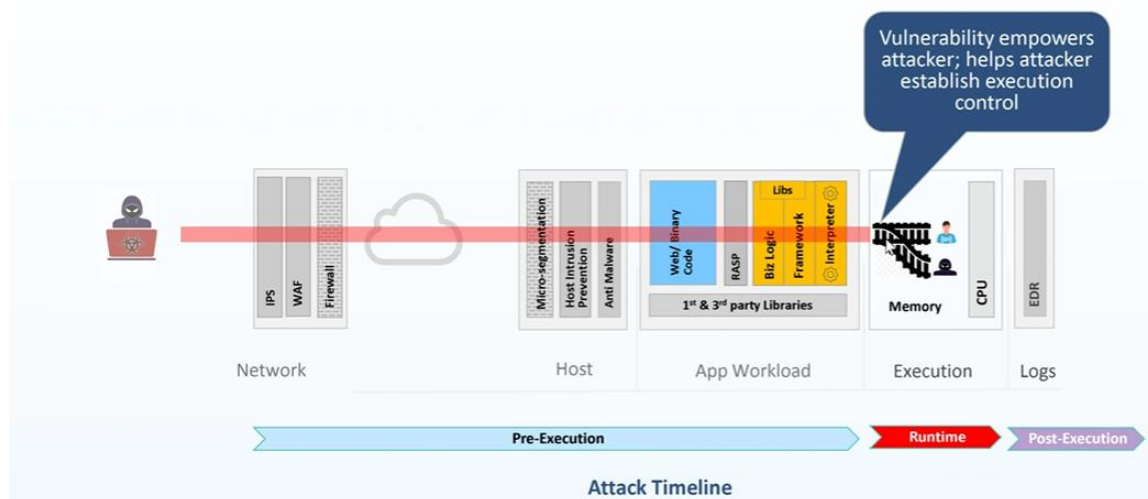 Vulnerability empowers
attacker; helps attacker
establish execution
control
IPS
WAF
Firewall
Micro-segmentation
Host Intrusion
Prevention
Anti Malware
Web/ Binary
Code
RASP
Libs
Biz Logic
Framework
Interpreter
1st & 3rd party Libraries
Memory
CPU
EDR
Network
Host
App Workload
Execution
Logs
Pre-Execution
Runtime
Post-Execution
Attack Timeline